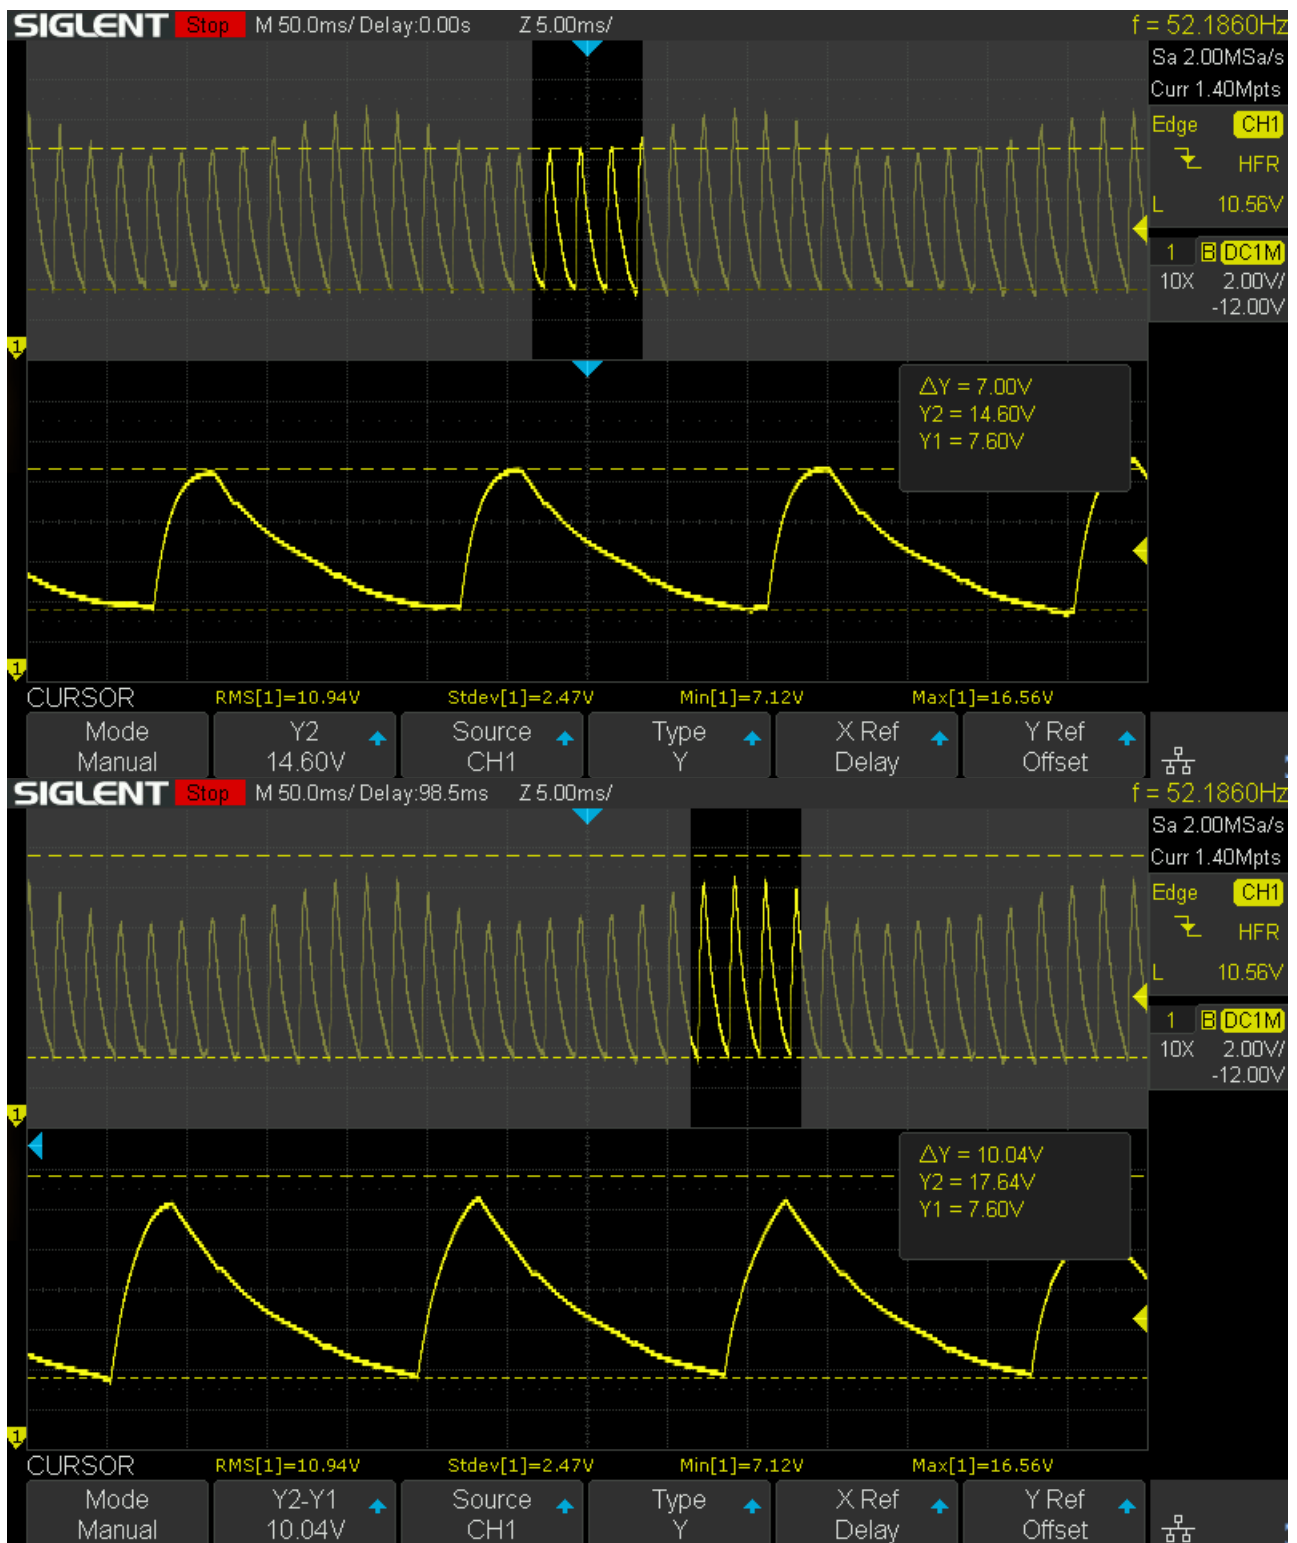 SIGLENT Stop M 50.0ms/ Delay:0.00s Z 5.00ms/ f = 52.1860Hz
Sa 2.00MSa/s
Curr 1.40Mpts
Edge CH1
HFR
L 10.56V
1 B DC1M
10X 2.00V/
-12.00V
1
△Y = 7.00V
Y2 = 14.60V
Y1 = 7.60V
1
CURSOR RMS[1]=10.94V Stdev[1]=2.47V Min[1]=7.12V Max[1]=16.56V
Mode Y2 Source Type X Ref Y Ref
Manual 14.60V CH1 Y Delay Offset
SIGLENT Stop M 50.0ms/ Delay:98.5ms Z 5.00ms/ f = 52.1860Hz
Sa 2.00MSa/s
Curr 1.40Mpts
Edge CH1
HFR
L 10.56V
1 B DC1M
10X 2.00V/
-12.00V
1
△Y = 10.04V
Y2 = 17.64V
Y1 = 7.60V
1
CURSOR RMS[1]=10.94V Stdev[1]=2.47V Min[1]=7.12V Max[1]=16.56V
Mode Y2-Y1 Source Type X Ref Y Ref
Manual 10.04V CH1 Y Delay Offset